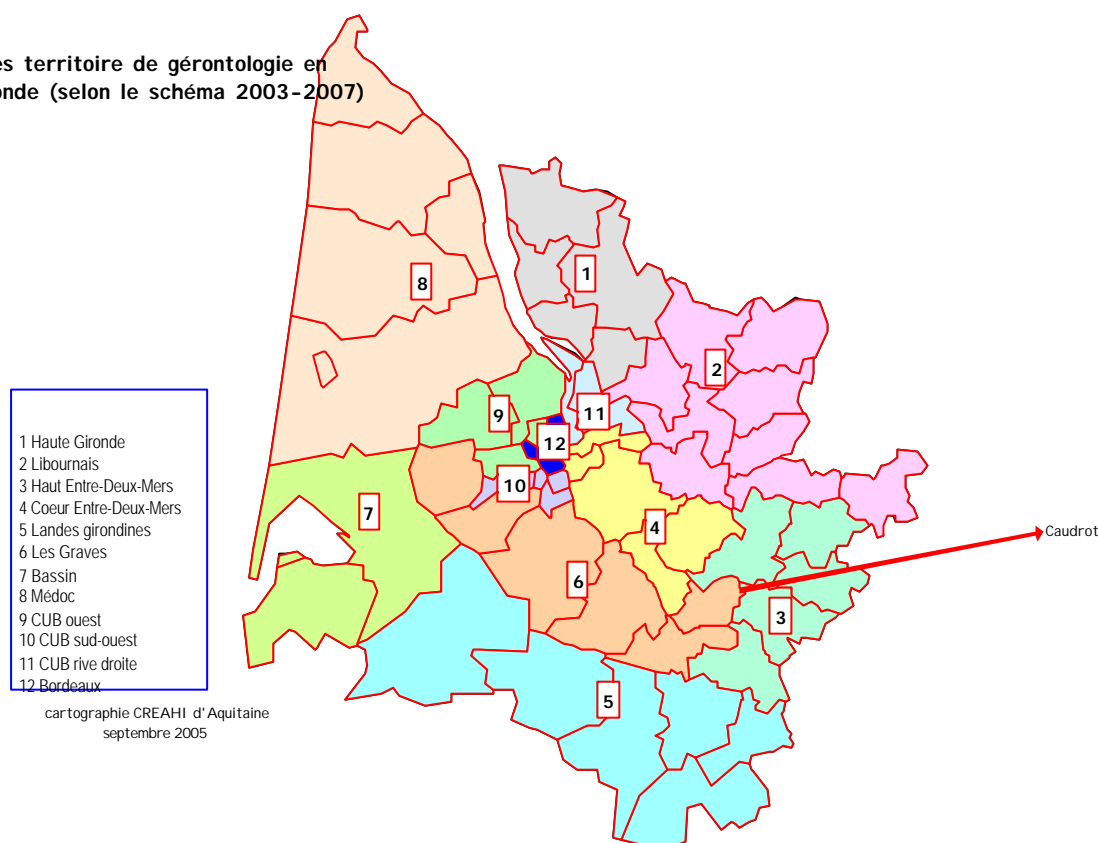 es territoire de gérontologie en
onde (selon le schéma 2003-2007)
8
1
2
9
11
12
10
7
4
6
3
5
Caudrot
1 Haute Gironde
2 Libournais
3 Haut Entre-Deux-Mers
4 Coeur Entre-Deux-Mers
5 Landes girondines
6 Les Graves
7 Bassin
8 Médoc
9 CUB ouest
10 CUB sud-ouest
11 CUB rive droite
12 Bordeaux
cartographie CREAHI d'Aquitaine
septembre 2005